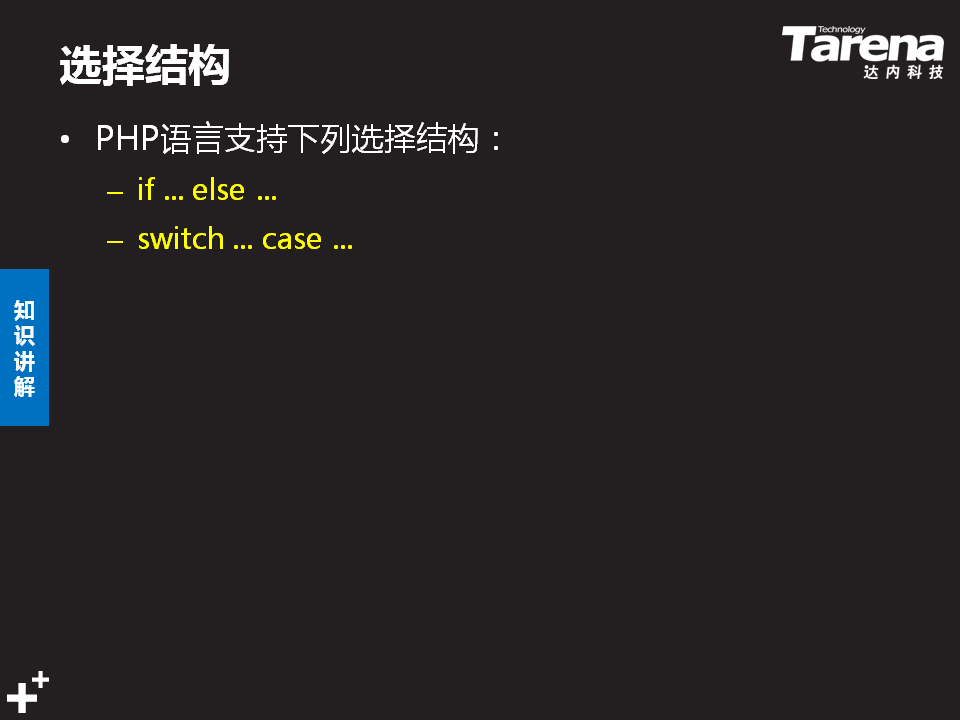 选择结构
Technology
Tarena
达内科技
• PHP语言支持下列选择结构：
– if ... else ...
– switch ... case ...
知识讲解